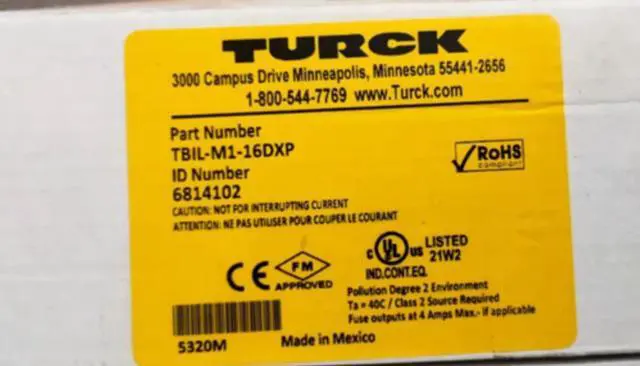 TURCK
3000 Campus Drive Minneapolis, Minnesota 55441-2656
1-800-544-7769 www.Turck.com
Part Number
TBIL-M1-16DXP
ID Number
6814102
RoHS
compliant
CAUTION: NOT FOR INTERRUPTING CURRENT
ATTENTION: NE PAS UTILISER POUR COUPER LE COURANT
CE
FM
APPROVED
c UL us LISTED
21W2
IND.CONT.EQ.
Pollution Degree 2 Environment
Ta = 40C / Class 2 Source Required
Fuse outputs at 4 Amps Max.- if applicable
5320M
Made in Mexico